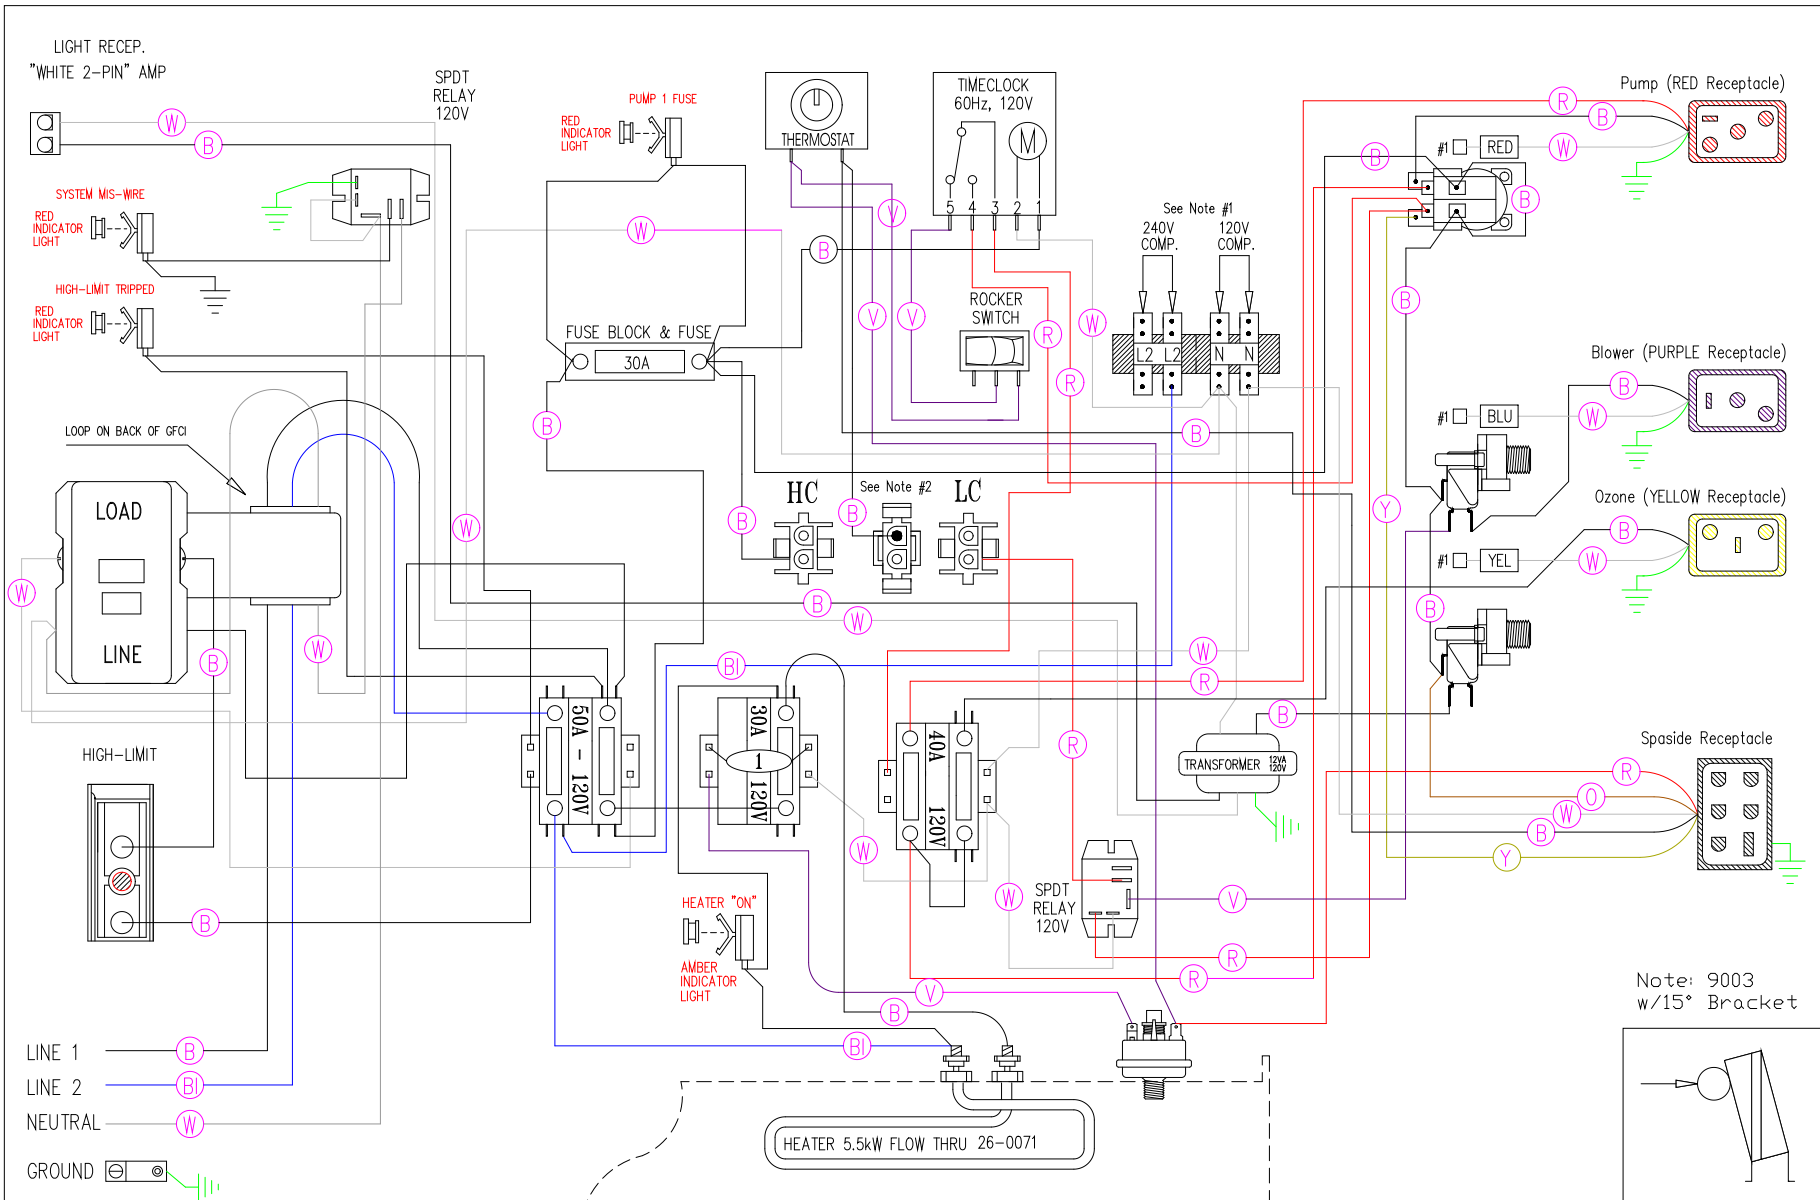 LIGHT RECEP.
"WHITE 2-PIN" AMP
W
B
SPDT
RELAY
120V
SYSTEM MIS-WIRE
RED
INDICATOR
LIGHT
HIGH-LIMIT TRIPPED
RED
INDICATOR
LIGHT
PUMP 1 FUSE
RED
INDICATOR
LIGHT
W
FUSE BLOCK & FUSE
30A
B
THERMOSTAT
TIMECLOCK
60Hz, 120V
M
5 4 3 2 1
V
B
V
V
ROCKER
SWITCH
R
R
W
See Note #1
240V
COMP.
120V
COMP.
L2 L2 N N
B
Pump (RED Receptacle)
R
B
#1
RED
W
B
B
B
Blower (PURPLE Receptacle)
B
#1
BLU
W
Ozone (YELLOW Receptacle)
B
#1
YEL
W
Y
B
LOOP ON BACK OF GFCI
LOAD
LINE
W
B
W
W
HC
See Note #2
LC
B
B
B
W
Bl
W
R
50A - 120V
30A 120V
1
40A 120V
R
B
TRANSFORMER
12VA
120V
Spaside Receptacle
R
O
W
B
Y
HIGH-LIMIT
B
W
W
HEATER "ON"
AMBER
INDICATOR
LIGHT
SPDT
RELAY
120V
V
R
R
V
B
Bl
Note: 9003
w/15° Bracket
LINE 1
B
LINE 2
Bl
NEUTRAL
W
GROUND
HEATER 5.5kW FLOW THRU 26-0071